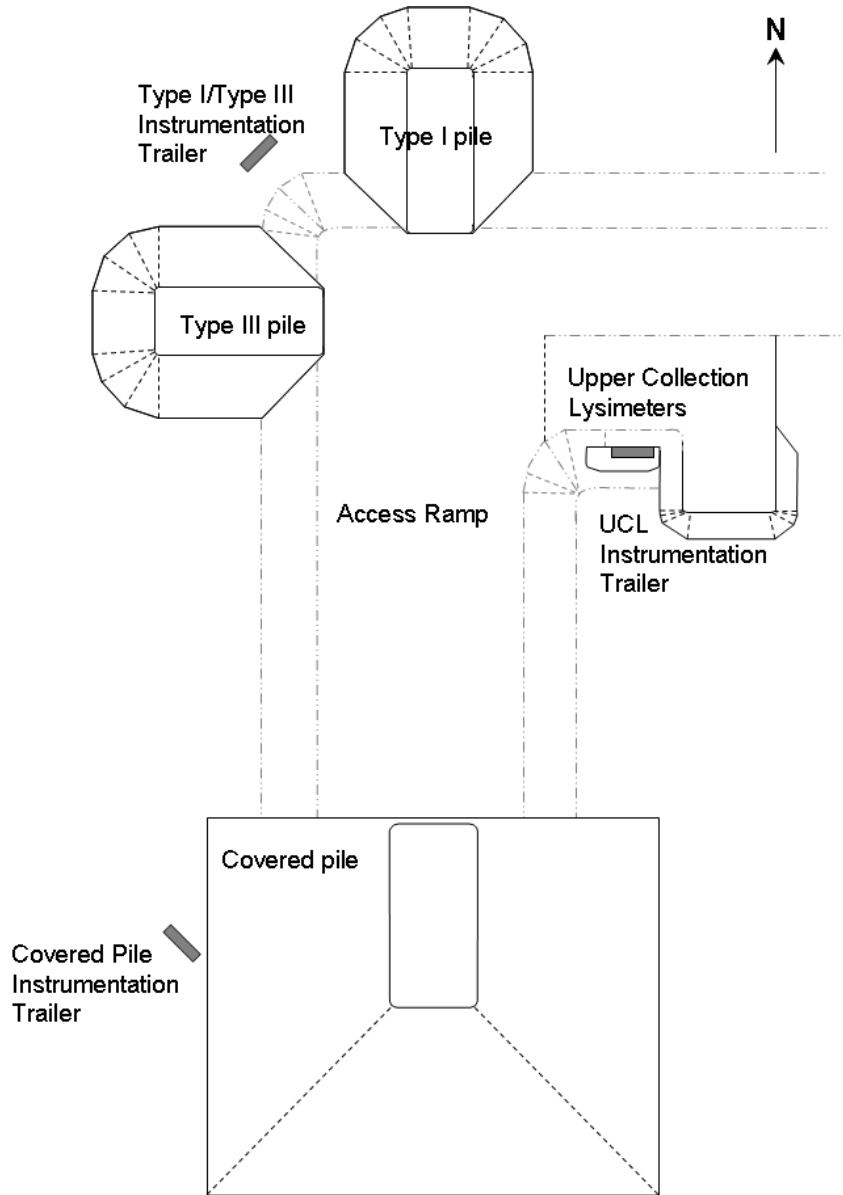 N
Type I/Type III
Instrumentation
Trailer
Type I pile
Type III pile
Upper Collection
Lysimeters
Access Ramp
UCL
Instrumentation
Trailer
Covered pile
Covered Pile
Instrumentation
Trailer